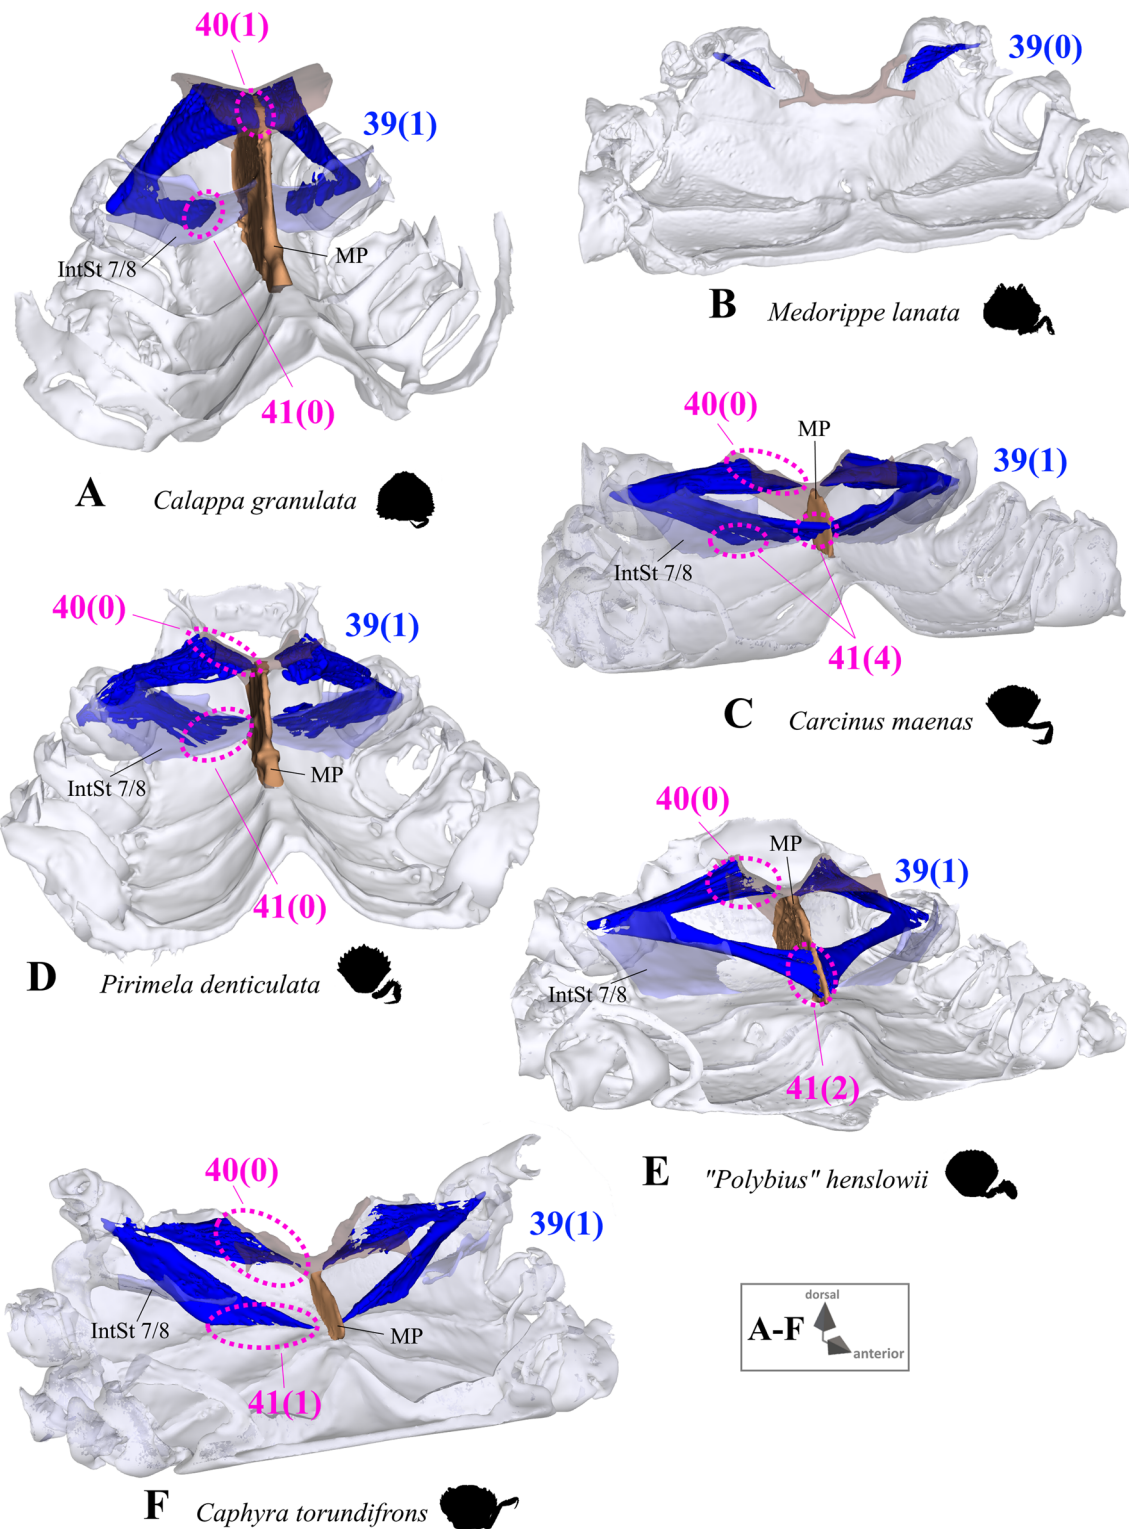 40(1)
39(1)
IntSt 7/8
MP
41(0)
A
Calappa granulata
39(0)
B
Medorippe lanata
40(0)
MP
39(1)
IntSt 7/8
41(4)
C
Carcinus maenas
40(0)
39(1)
IntSt 7/8
MP
41(0)
D
Pirimela denticulata
40(0)
MP
39(1)
IntSt 7/8
41(2)
E
"Polybius" henslowii
40(0)
39(1)
IntSt 7/8
MP
41(1)
F
Caphyra torundifrons
dorsal
A-F
anterior